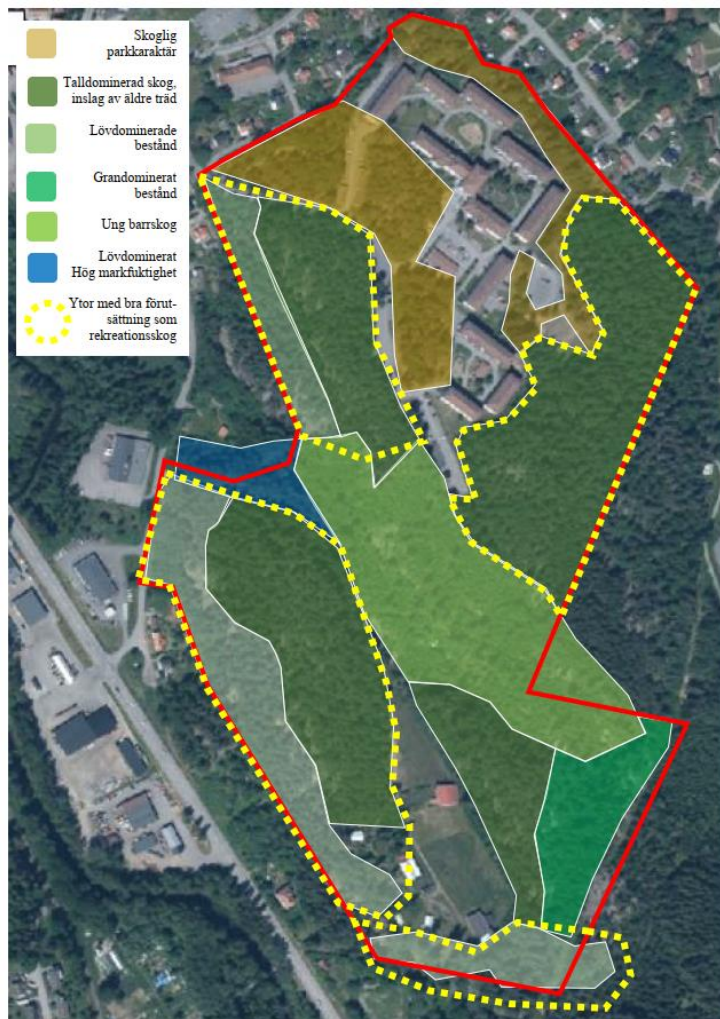 Skoglig
parkkaraktär
Talldominerad skog,
inslag av äldre träd
Lövdominerade
bestånd
Grandominerat
bestånd
Ung barrskog
Lövdominerat
Hög markfuktighet
Ytor med bra förut-
sättning som
rekreationsskog